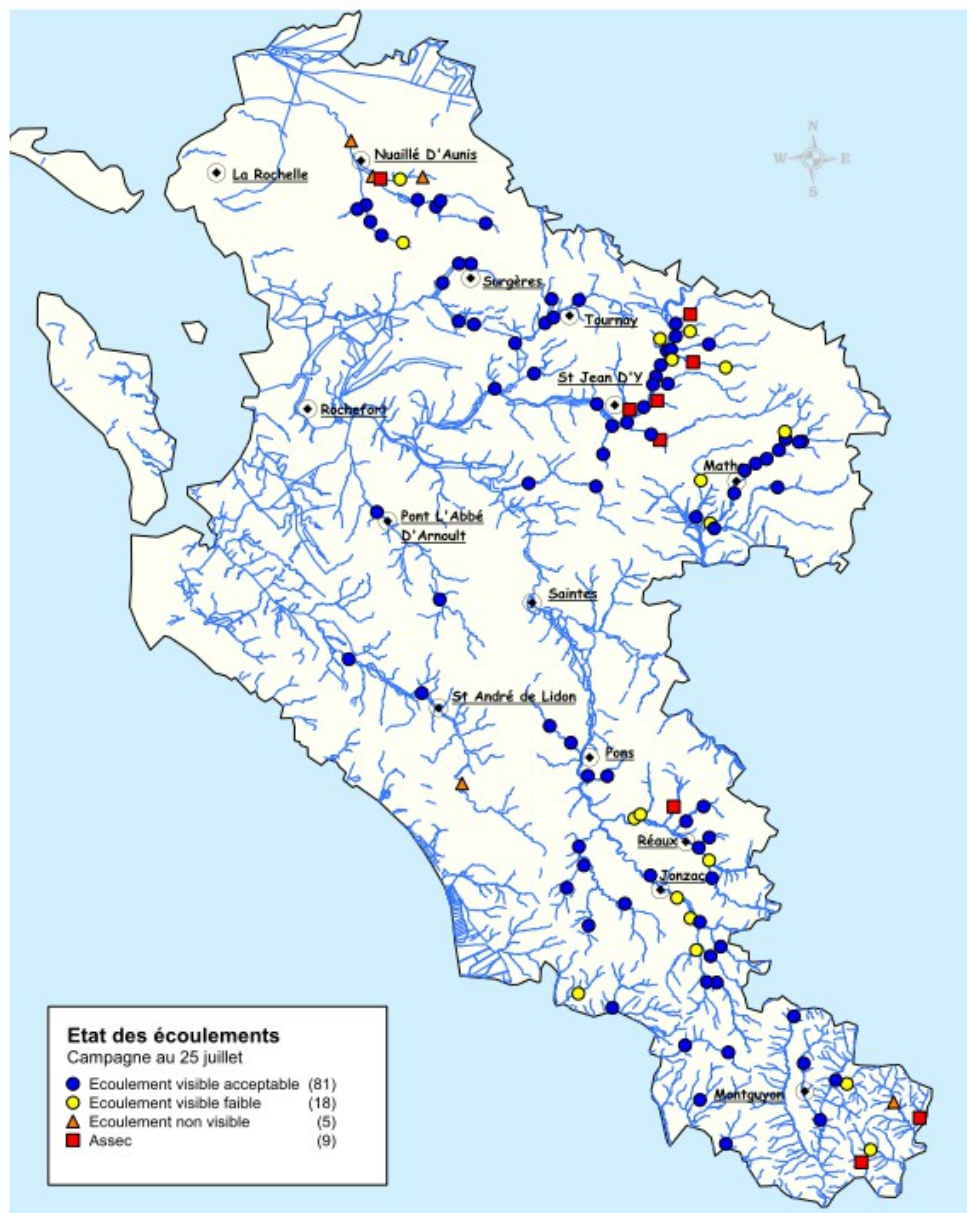 N
W E
S
Nuaillé D'Aunis
La Rochelle
Surgères
Tournay
St Jean D'Y
Rochefort
Matha
Pont L'Abbé
D'Arnoult
Saintes
St André de Lidon
Pons
Réaux
Jonzac
Montguyon
Etat des écoulements
Campagne au 25 juillet
Ecoulement visible acceptable (81)
Ecoulement visible faible (18)
Ecoulement non visible (5)
Assec (9)